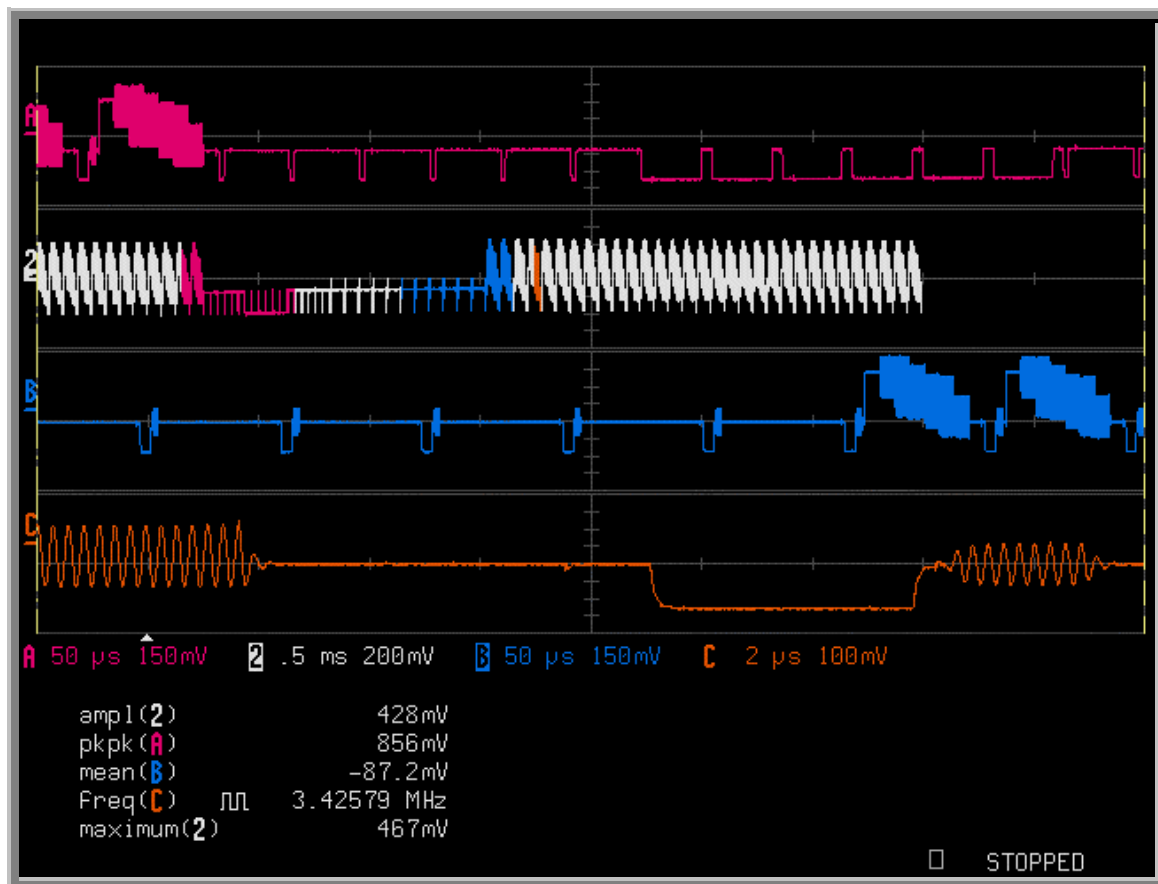 A
2
B
C
A 50 µs 150mV 2 .5 ms 200mV B 50 µs 150mV C 2 µs 100mV
ampl(2) 428mV
pkpk(A) 856mV
mean(B) -87.2mV
Freq(C) 3.42579 MHz
maximum(2) 467mV
STOPPED